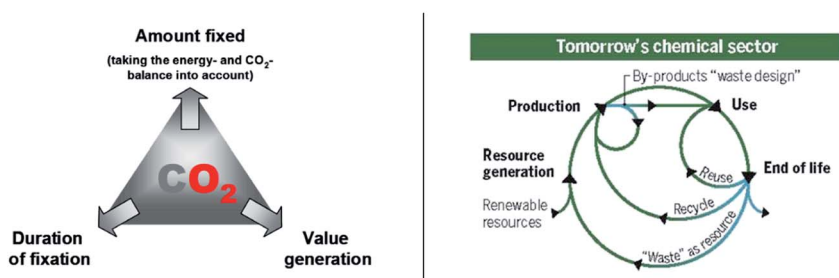 Amount fixed
(taking the energy- and CO₂-
balance into account)
CO₂
Duration
of fixation
Value
generation
Tomorrow's chemical sector
By-products “waste design”
Production
Use
Resource
generation
End of life
Reuse
Renewable
resources
Recycle
“Waste” as resource